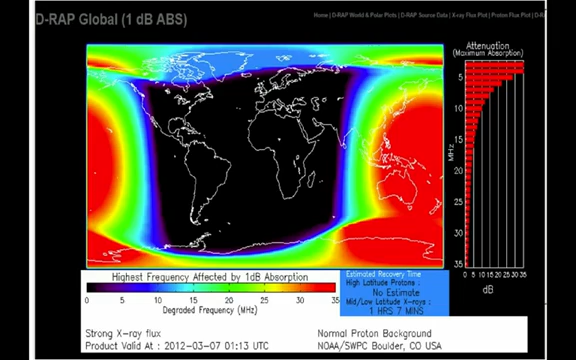 D-RAP Global (1 dB ABS)
Home | D-RAP World & Polar Plots | D-RAP Source Data | X-ray Flux Plot | Proton Flux Plot | D-R
Attenuation
(Maximum Absorption)
5
10
15
20
25
30
35
MHz
0 5 10 15 20 25 30 35
dB
Highest Frequency Affected by 1dB Absorption
0 5 10 15 20 25 30 35
Degraded Frequency (MHz)
Estimated Recovery Time
High Latitude Protons:
No Estimate
Mid/Low Latitude X-rays:
1 HRS 7 MINS
Strong X-ray flux
Normal Proton Background
Product Valid At : 2012-03-07 01:13 UTC
NOAA/SWPC Boulder, CO USA